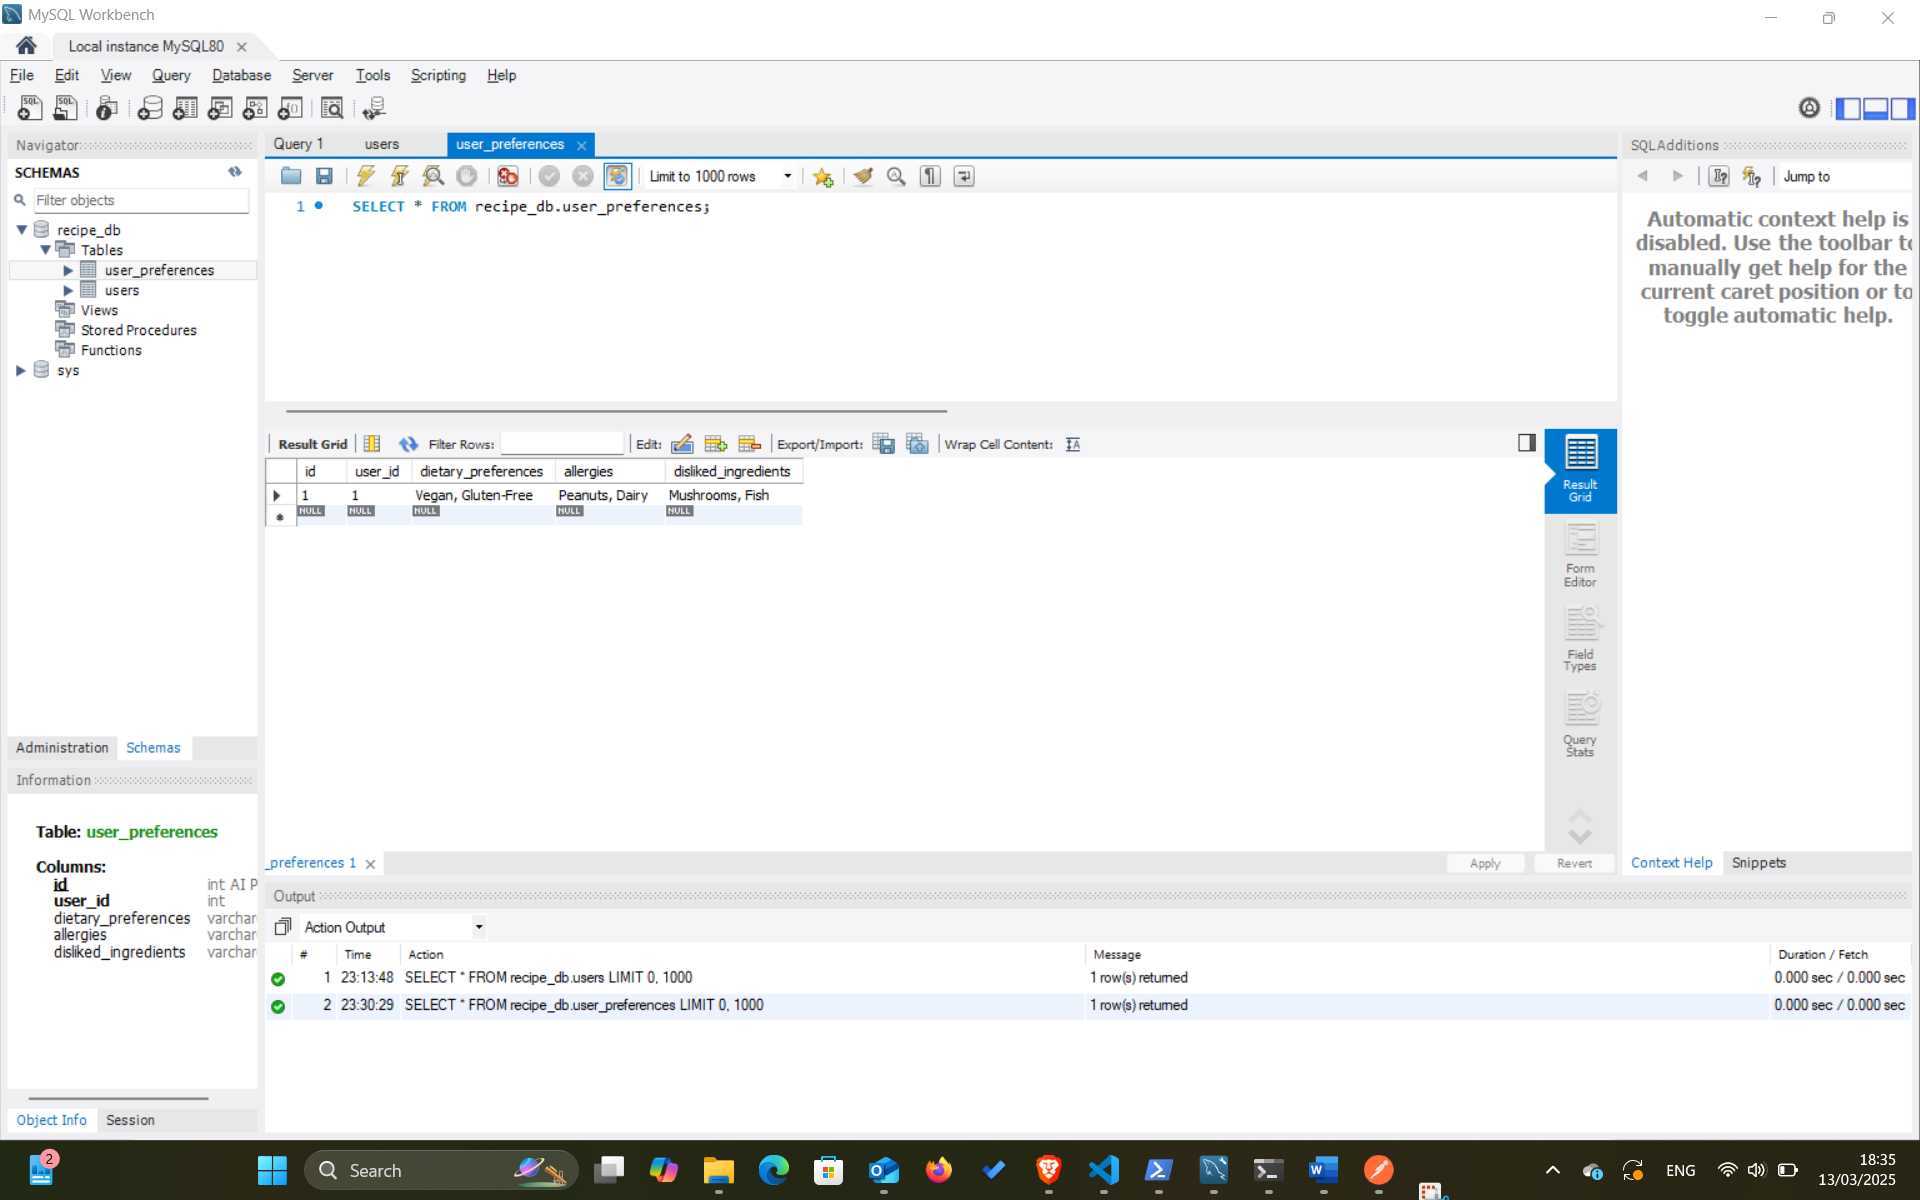 MySQL Workbench
Local instance MySQL80
File Edit View Query Database Server Tools Scripting Help
Navigator
SCHEMAS
Filter objects
recipe_db
Tables
user_preferences
users
Views
Stored Procedures
Functions
sys
Administration Schemas
Information
Table: user_preferences
Columns:
id int AI P
user_id int
dietary_preferences varchar
allergies varchar
disliked_ingredients varchar
Object Info Session
Query 1 users user_preferences
Limit to 1000 rows
1 SELECT * FROM recipe_db.user_preferences;
Result Grid Filter Rows: Edit: Export/Import: Wrap Cell Content:
id user_id dietary_preferences allergies disliked_ingredients
1 1 Vegan, Gluten-Free Peanuts, Dairy Mushrooms, Fish
NULL NULL NULL NULL NULL
Result
Grid
Form
Editor
Field
Types
Query
Stats
_preferences 1
Apply Revert
Output
Action Output
# Time Action Message Duration / Fetch
1 23:13:48 SELECT * FROM recipe_db.users LIMIT 0, 1000 1 row(s) returned 0.000 sec / 0.000 sec
2 23:30:29 SELECT * FROM recipe_db.user_preferences LIMIT 0, 1000 1 row(s) returned 0.000 sec / 0.000 sec
SQLAdditions
Jump to
Automatic context help is
disabled. Use the toolbar to
manually get help for the
current caret position or to
toggle automatic help.
Context Help Snippets
2
Search
ENG
18:35
13/03/2025